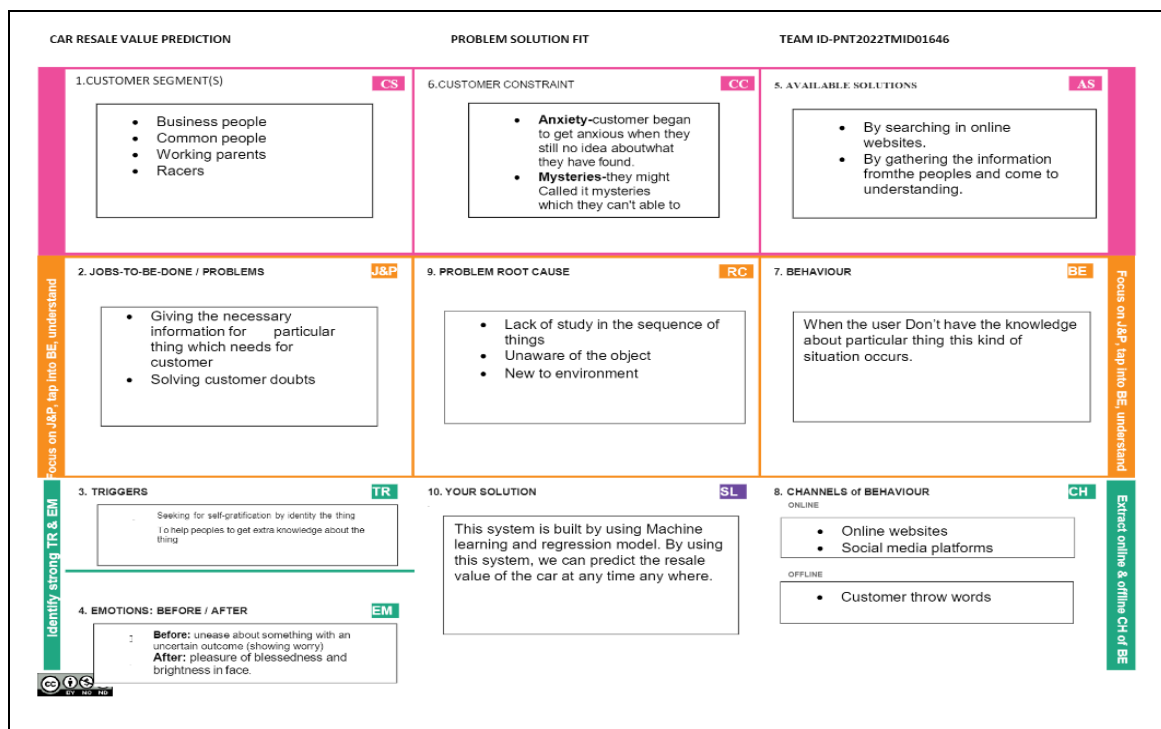 CAR RESALE VALUE PREDICTION
PROBLEM SOLUTION FIT
TEAM ID-PNT2022TMID01646
1.CUSTOMER SEGMENT(S)
CS
• Business people
• Common people
• Working parents
• Racers
6.CUSTOMER CONSTRAINT
CC
• Anxiety-customer began
to get anxious when they
still no idea aboutwhat
they have found.
• Mysteries-they might
Called it mysteries
which they can't able to
5. AVAILABLE SOLUTIONS
AS
• By searching in online
websites.
• By gathering the information
fromthe peoples and come to
understanding.
Focus on J&P, tap into BE, understand
2. JOBS-TO-BE-DONE / PROBLEMS
J&P
• Giving the necessary
information for particular
thing which needs for
customer
• Solving customer doubts
9. PROBLEM ROOT CAUSE
RC
• Lack of study in the sequence of
things
• Unaware of the object
• New to environment
7. BEHAVIOUR
BE
When the user Don't have the knowledge
about particular thing this kind of
situation occurs.
Focus on J&P, tap into BE, understand
Identify strong TR & EM
3. TRIGGERS
TR
Seeking for self-gratification by identity the thing
To help peoples to get extra knowledge about the
thing
4. EMOTIONS: BEFORE / AFTER
EM
Before: unease about something with an
uncertain outcome (showing worry)
After: pleasure of blessedness and
brightness in face.
10. YOUR SOLUTION
SL
This system is built by using Machine
learning and regression model. By using
this system, we can predict the resale
value of the car at any time any where.
8. CHANNELS of BEHAVIOUR
CH
ONLINE
• Online websites
• Social media platforms
OFFLINE
• Customer throw words
Extract online & offline CH of BE
CC
BY NC ND